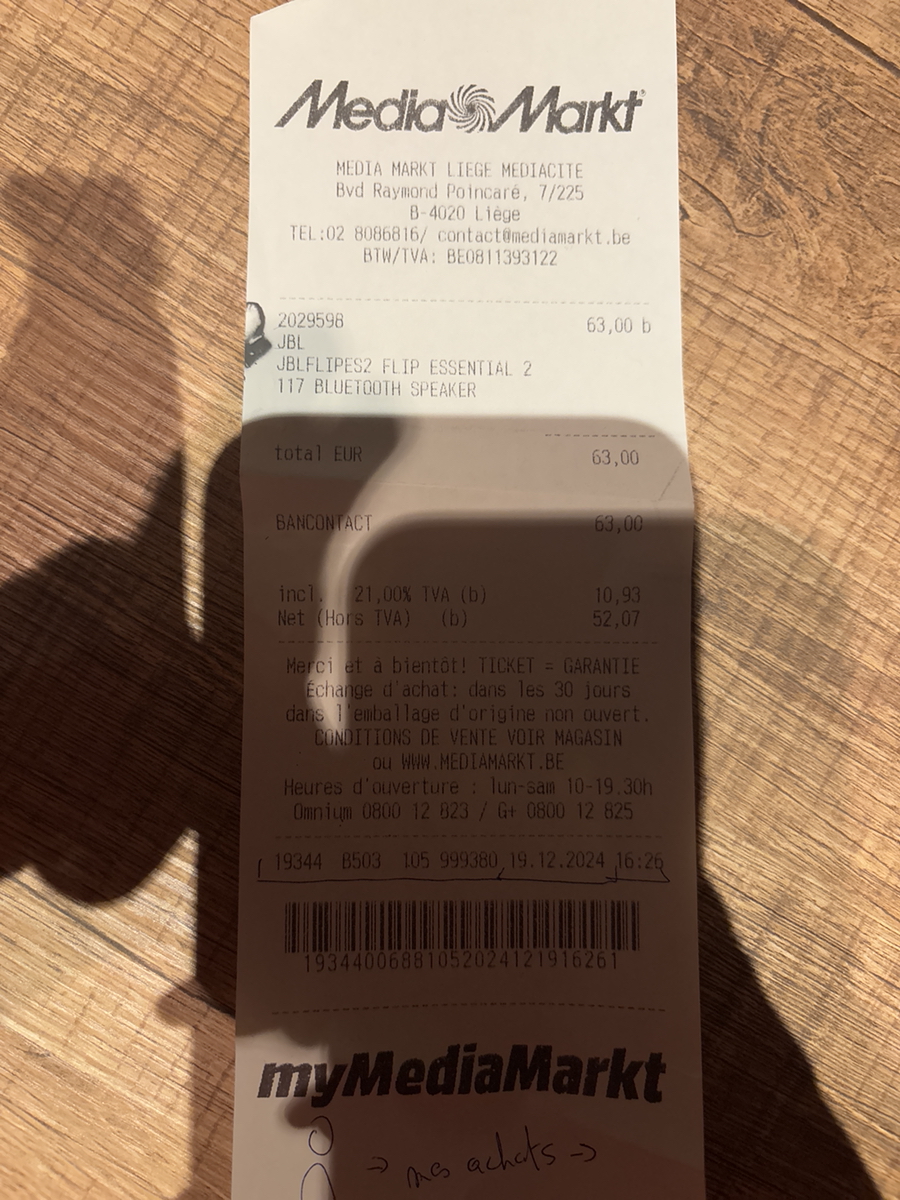 Media Markt
MEDIA MARKT LIEGE MEDIACITE
Bvd Raymond Poincaré, 7/225
B-4020 Liège
TEL:02 8086816/ contact@mediamarkt.be
BTW/TVA: BE0811393122
2029598 63,00 b
JBL
JBLFLIPES2 FLIP ESSENTIAL 2
117 BLUETOOTH SPEAKER
total EUR 63,00
BANCONTACT 63,00
incl. 21,00% TVA (b) 10,93
Net (Hors TVA) (b) 52,07
Merci et à bientôt! TICKET = GARANTIE
Échange d'achat: dans les 30 jours
dans l'emballage d'origine non ouvert.
CONDITIONS DE VENTE VOIR MAGASIN
ou WWW.MEDIAMARKT.BE
Heures d'ouverture : lun-sam 10-19.30h
Omnium 0800 12 823 / G+ 0800 12 825
19344 B503 105 999380 19.12.2024 16:26
1934400688105202412191626​1
myMediaMarkt
→ mes achats →